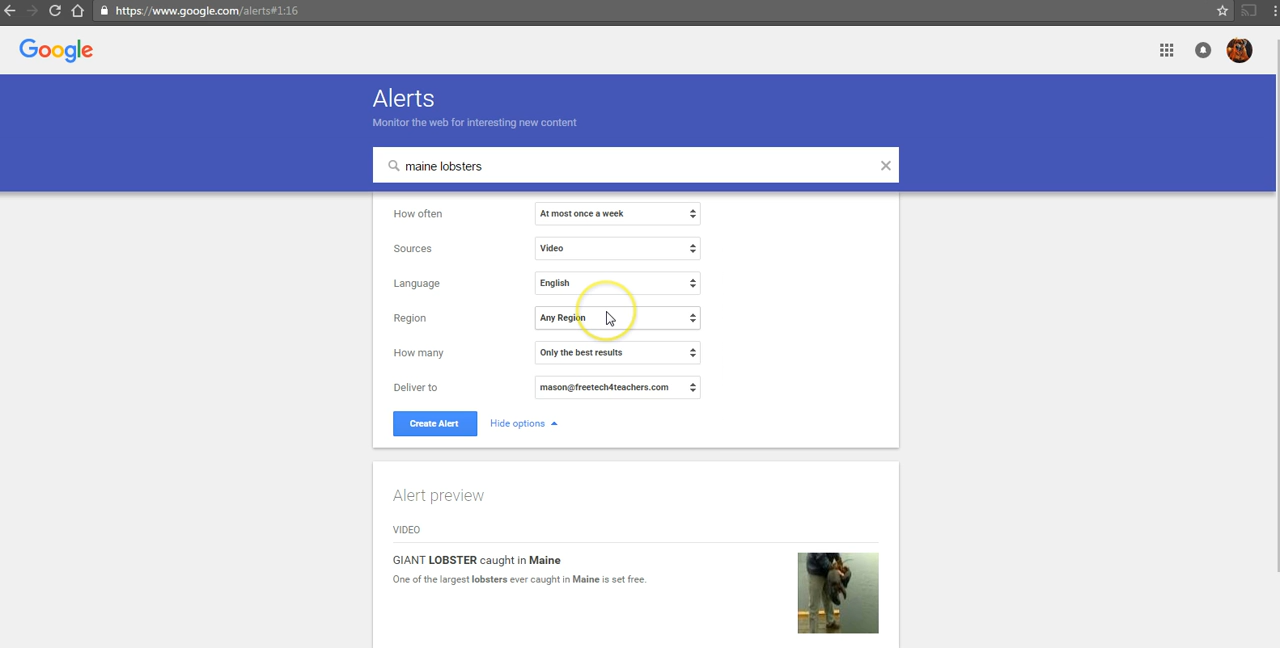 https://www.google.com/alerts#1:16
Google
Alerts
Monitor the web for interesting new content
maine lobsters
How often At most once a week
Sources Video
Language English
Region Any Region
How many Only the best results
Deliver to mason@freetech4teachers.com
Create Alert Hide options
Alert preview
VIDEO
GIANT LOBSTER caught in Maine
One of the largest lobsters ever caught in Maine is set free.